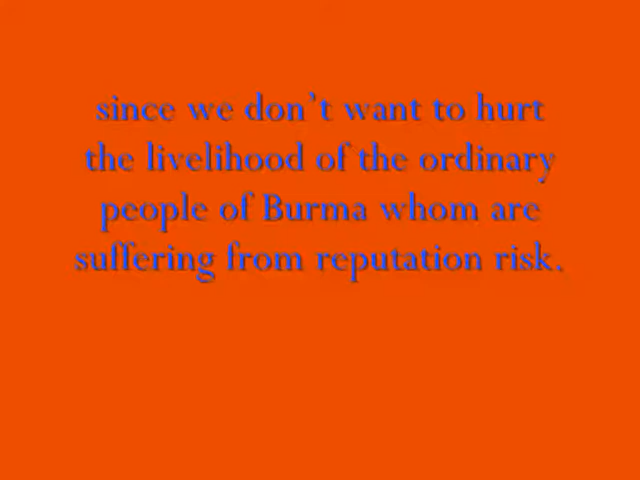 since we don't want to hurt
the livelihood of the ordinary
people of Burma whom are
suffering from reputation risk.